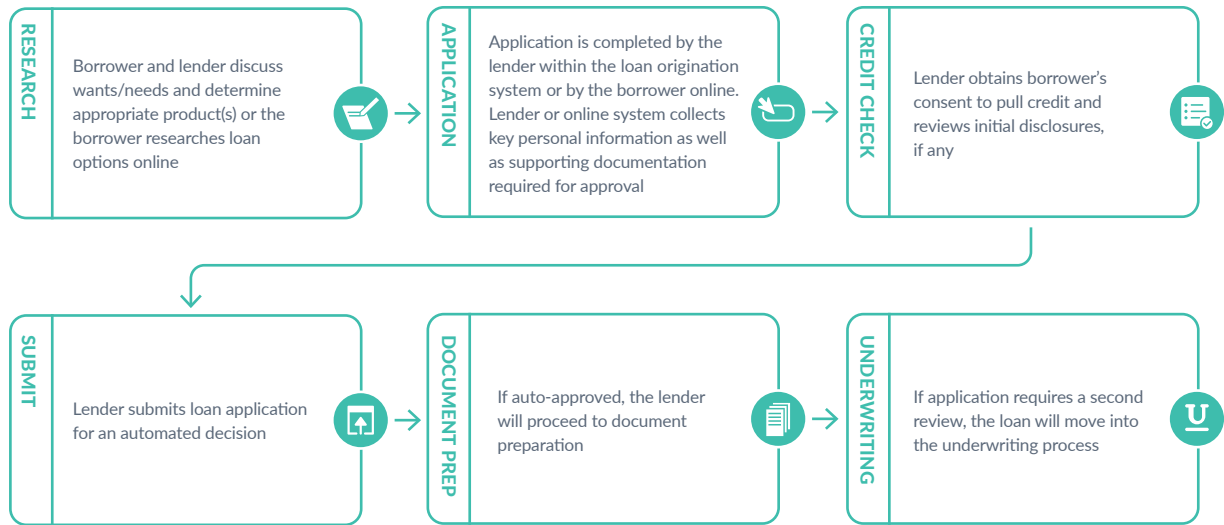 RESEARCH
Borrower and lender discuss
wants/needs and determine
appropriate product(s) or the
borrower researches loan
options online
APPLICATION
Application is completed by the
lender within the loan origination
system or by the borrower online.
Lender or online system collects
key personal information as well
as supporting documentation
required for approval
CREDIT CHECK
Lender obtains borrower's
consent to pull credit and
reviews initial disclosures,
if any
SUBMIT
Lender submits loan application
for an automated decision
DOCUMENT PREP
If auto-approved, the lender
will proceed to document
preparation
UNDERWRITING
If application requires a second
review, the loan will move into
the underwriting process
U